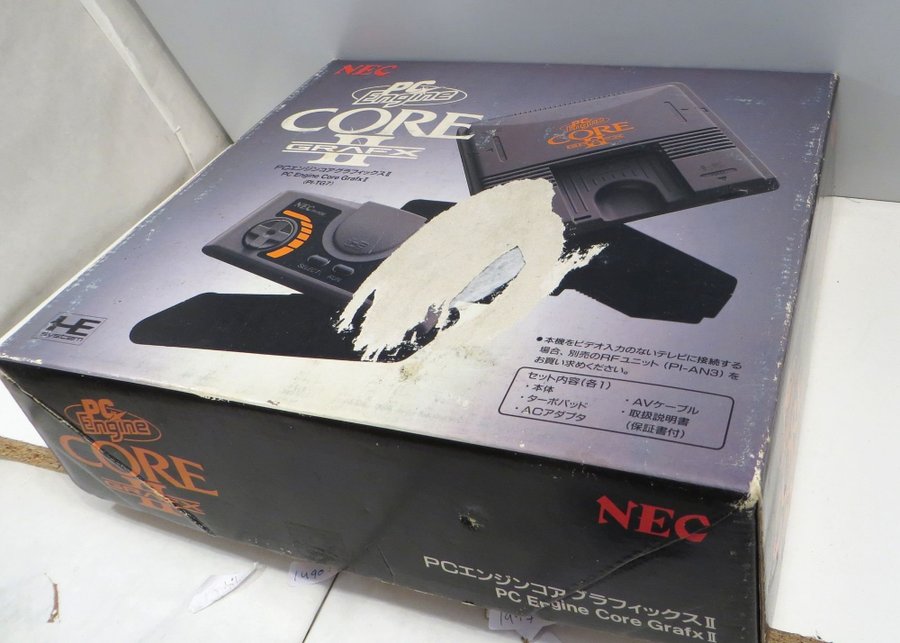 NEC
PC
Engine
CORE
II
GRAFX
PCエンジンコアグラフィックスII
PC Engine Core GrafxII
(PI-TG7)
PC
Engine
CORE
GRAFX
II
NEC
SELECT
RUN
HE
SYSTEM
●本機をビデオ入力のないテレビに接続する
場合、別売のRFユニット(PI-AN3)を
お買い求めください。
セット内容(各1)
・本体
・ターボパッド
・ACアダプタ
・AVケーブル
・取扱説明書
(保証書付)
PC
Engine
CORE
II
GRAFX
NEC
PCエンジンコアグラフィックスII
PC Engine Core GrafxII